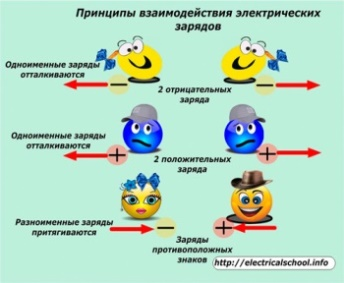 Принципы взаимодействия электрических
зарядов
Одноименные заряды
отталкиваются
−
−
2 отрицательных
заряда
Одноименные заряды
отталкиваются
+
+
2 положительных
заряда
Разноименные заряды
притягиваются
−
+
Заряды
противоположных
знаков
http://electricalschool.info